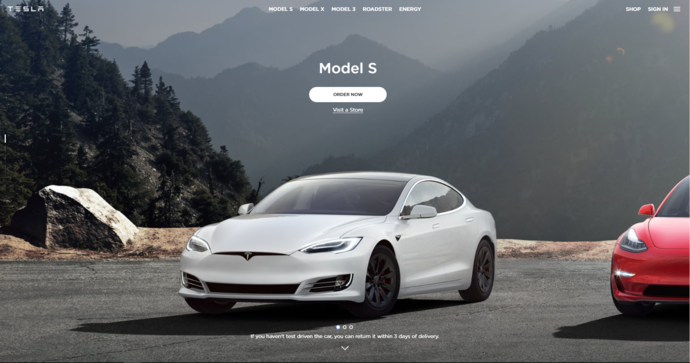 TESLA
MODEL S MODEL X MODEL 3 ROADSTER ENERGY
SHOP SIGN IN
Model S
ORDER NOW
Visit a Store
If you haven't test driven the car, you can return it within 3 days of delivery.